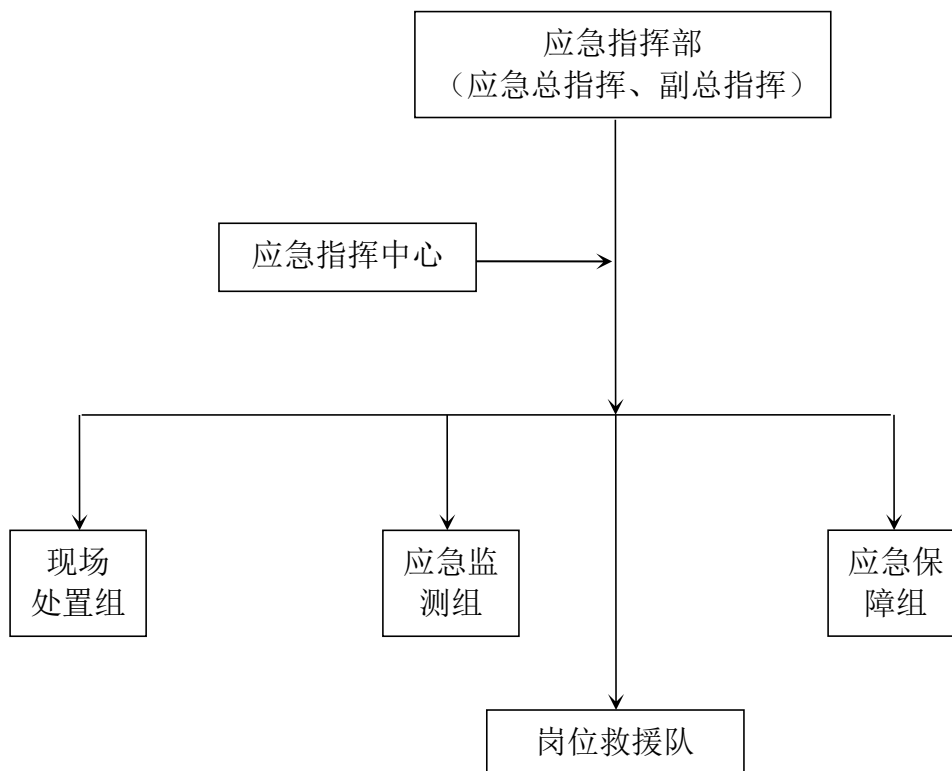 应急指挥部
（应急总指挥、副总指挥）
应急指挥中心
现场
处置组
应急监
测组
应急保
障组
岗位救援队